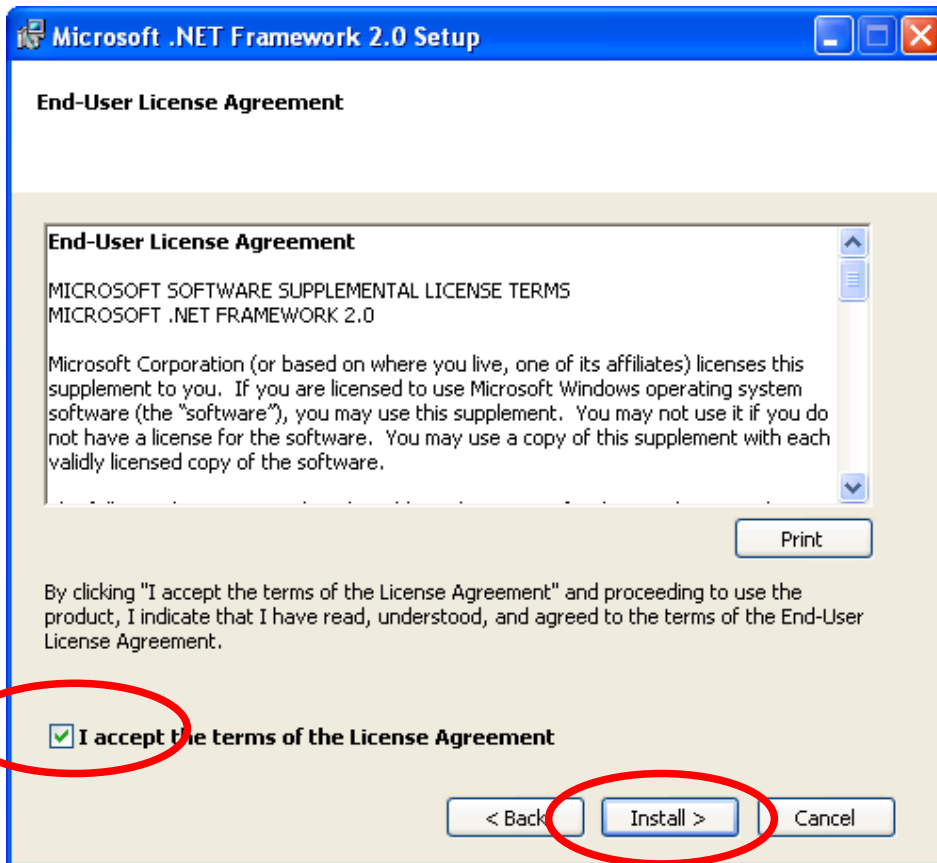 Microsoft .NET Framework 2.0 Setup
End-User License Agreement
End-User License Agreement
MICROSOFT SOFTWARE SUPPLEMENTAL LICENSE TERMS
MICROSOFT .NET FRAMEWORK 2.0
Microsoft Corporation (or based on where you live, one of its affiliates) licenses this
supplement to you.  If you are licensed to use Microsoft Windows operating system
software (the “software”), you may use this supplement.  You may not use it if you do
not have a license for the software.  You may use a copy of this supplement with each
validly licensed copy of the software.
Print
By clicking "I accept the terms of the License Agreement" and proceeding to use the
product, I indicate that I have read, understood, and agreed to the terms of the End-User
License Agreement.
I accept the terms of the License Agreement
< Back
Install >
Cancel